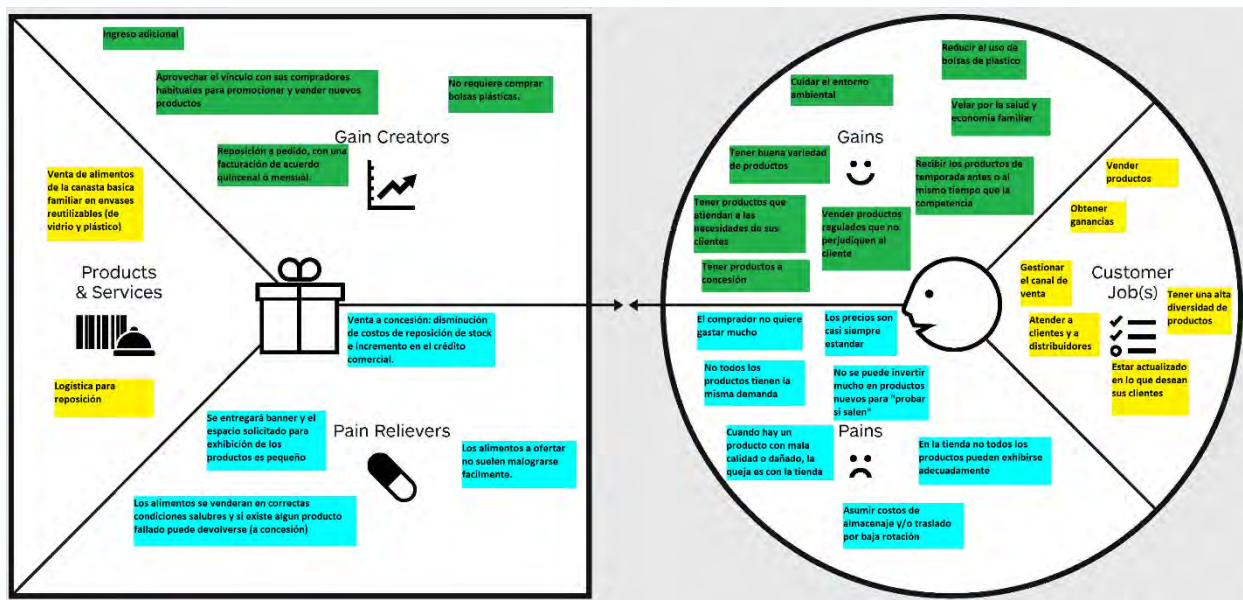 Ingreso adicional
Aprovechar el vínculo con sus compradores
habituales para promocionar y vender nuevos
productos
No requiere comprar
bolsas plásticas.
Gain Creators
Reposición a pedido, con una
facturación de acuerdo
quincenal o mensual.
Venta de alimentos
de la canasta basica
familiar en envases
reutilizables (de
vidrio y plástico)
Products
& Services
Logística para
reposición
Venta a concesión: disminución
de costos de reposición de stock
e incremento en el crédito
comercial.
Se entregará banner y el
espacio solicitado para
exhibición de los
productos es pequeño
Pain Relievers
Los alimentos a ofertar
no suelen malograrse
facilmente.
Los alimentos se venderan en correctas
condiciones salubres y si existe algun producto
fallado puede devolverse (a concesión)
Reducir el uso de
bolsas de plastico
Cuidar el entorno
ambiental
Velar por la salud y
economia familiar
Gains
Tener buena variedad
de productos
Recibir los productos de
temporada antes o al
mismo tiempo que la
competencia
Tener productos que
atiendan a las
necesidades de sus
clientes
Vender productos
regulados que no
perjudiquen al
cliente
Tener productos a
concesión
Vender
productos
Obtener
ganancias
Gestionar
el canal de
venta
Customer
Job(s)
Tener una alta
diversidad de
productos
Atender a
clientes y a
distribuidores
Estar actualizado
en lo que desean
sus clientes
El comprador no quiere
gastar mucho
Los precios son
casi siempre
estandar
No todos los
productos tienen la
misma demanda
No se puede invertir
mucho en productos
nuevos para "probar
si salen"
Cuando hay un
producto con mala
calidad o dañado, la
queja es con la tienda
Pains
En la tienda no todos los
productos pueden exhibirse
adecuadamente
Asumir costos de
almacenaje y/o traslado
por baja rotación